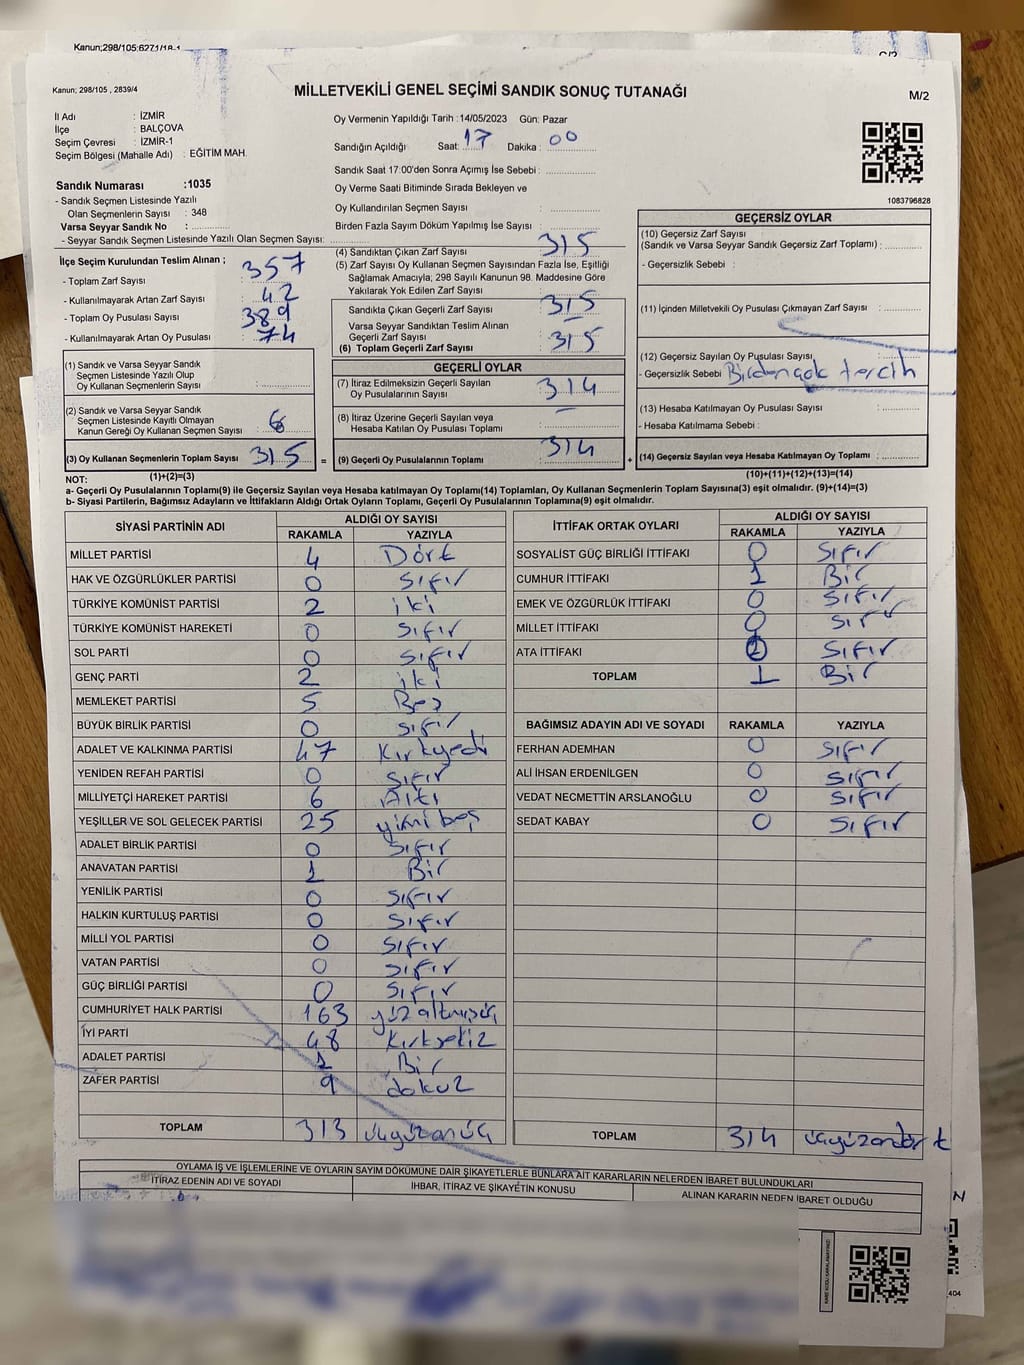 Kanun;298/105;6271/18-1
Kanun; 298/105 , 2839/4
MİLLETVEKİLİ GENEL SEÇİMİ SANDIK SONUÇ TUTANAĞI
M/2
İl Adı : İZMİR
İlçe : BALÇOVA
Seçim Çevresi : İZMİR-1
Seçim Bölgesi (Mahalle Adı) : EĞİTİM MAH.
Oy Vermenin Yapıldığı Tarih :14/05/2023 Gün: Pazar
Sandığın Açıldığı Saat: 17 Dakika : 00
Sandık Saat 17:00'den Sonra Açımış İse Sebebi :
Oy Verme Saati Bitiminde Sırada Bekleyen ve
Oy Kullandırılan Seçmen Sayısı :
Birden Fazla Sayım Döküm Yapılmış İse Sayısı :
1083796828
Sandık Numarası :1035
- Sandık Seçmen Listesinde Yazılı
Olan Seçmenlerin Sayısı : 348
Varsa Seyyar Sandık No :
- Seyyar Sandık Seçmen Listesinde Yazılı Olan Seçmen Sayısı:
İlçe Seçim Kurulundan Teslim Alınan ;
- Toplam Zarf Sayısı : 357
- Kullanılmayarak Artan Zarf Sayısı : 42
- Toplam Oy Pusulası Sayısı : 389
- Kullanılmayarak Artan Oy Pusulası : 74
(1) Sandık ve Varsa Seyyar Sandık
Seçmen Listesinde Yazılı Olup
Oy Kullanan Seçmenlerin Sayısı :
(2) Sandık ve Varsa Seyyar Sandık
Seçmen Listesinde Kayıtlı Olmayan
Kanun Gereği Oy Kullanan Seçmen Sayısı : 6
(3) Oy Kullanan Seçmenlerin Toplam Sayısı 315 =
(1)+(2)=(3)
(4) Sandıktan Çıkan Zarf Sayısı : 315
(5) Zarf Sayısı Oy Kullanan Seçmen Sayısından Fazla İse, Eşitliği
Sağlamak Amacıyla; 298 Sayılı Kanunun 98. Maddesine Göre
Yakılarak Yok Edilen Zarf Sayısı :
Sandıkta Çıkan Geçerli Zarf Sayısı : 315
Varsa Seyyar Sandıktan Teslim Alınan
Geçerli Zarf Sayısı : –
(6) Toplam Geçerli Zarf Sayısı 315
GEÇERLİ OYLAR
(7) İtiraz Edilmeksizin Geçerli Sayılan
Oy Pusulalarının Sayısı : 314
(8) İtiraz Üzerine Geçerli Sayılan veya
Hesaba Katılan Oy Pusulası Toplamı : –
(9) Geçerli Oy Pusulalarının Toplamı : 314 +
GEÇERSİZ OYLAR
(10) Geçersiz Zarf Sayısı
(Sandık ve Varsa Seyyar Sandık Geçersiz Zarf Toplamı) :
- Geçersizlik Sebebi :
(11) İçinden Milletvekili Oy Pusulası Çıkmayan Zarf Sayısı :
(12) Geçersiz Sayılan Oy Pusulası Sayısı :
- Geçersizlik Sebebi Birden çok tercih
(13) Hesaba Katılmayan Oy Pusulası Sayısı :
- Hesaba Katılmama Sebebi :
(14) Geçersiz Sayılan veya Hesaba Katılmayan Oy Toplamı :
(10)+(11)+(12)+(13)=(14)
NOT:
a- Geçerli Oy Pusulalarının Toplamı(9) ile Geçersiz Sayılan veya Hesaba katılmayan Oy Toplamı(14) Toplamları, Oy Kullanan Seçmenlerin Toplam Sayısına(3) eşit olmalıdır. (9)+(14)=(3)
b- Siyasi Partilerin, Bağımsız Adayların ve İttifakların Aldığı Ortak Oyların Toplamı, Geçerli Oy Pusulalarının Toplamına(9) eşit olmalıdır.
SİYASİ PARTİNİN ADI ALDIĞI OY SAYISI
RAKAMLA YAZIYLA
MİLLET PARTİSİ 4 Dört
HAK VE ÖZGÜRLÜKLER PARTİSİ 0 Sıfır
TÜRKİYE KOMÜNİST PARTİSİ 2 iki
TÜRKİYE KOMÜNİST HAREKETİ 0 Sıfır
SOL PARTİ 0 Sıfır
GENÇ PARTİ 2 iki
MEMLEKET PARTİSİ 5 Beş
BÜYÜK BİRLİK PARTİSİ 0 Sıfır
ADALET VE KALKINMA PARTİSİ 47 Kırkyedi
YENİDEN REFAH PARTİSİ 0 Sıfır
MİLLİYETÇİ HAREKET PARTİSİ 6 Altı
YEŞİLLER VE SOL GELECEK PARTİSİ 25 yimi beş
ADALET BİRLİK PARTİSİ 0 Sıfır
ANAVATAN PARTİSİ 1 Bir
YENİLİK PARTİSİ 0 Sıfır
HALKIN KURTULUŞ PARTİSİ 0 Sıfır
MİLLİ YOL PARTİSİ 0 Sıfır
VATAN PARTİSİ 0 Sıfır
GÜÇ BİRLİĞİ PARTİSİ 0 Sıfır
CUMHURİYET HALK PARTİSİ 163 yüzaltmışüç
İYİ PARTİ 48 Kırksekiz
ADALET PARTİSİ 1 Bir
ZAFER PARTİSİ 9 dokuz
TOPLAM 313 üçyüzonüç
İTTİFAK ORTAK OYLARI ALDIĞI OY SAYISI
RAKAMLA YAZIYLA
SOSYALİST GÜÇ BİRLİĞİ İTTİFAKI 0 Sıfır
CUMHUR İTTİFAKI 1 Bir
EMEK VE ÖZGÜRLÜK İTTİFAKI 0 Sıfır
MİLLET İTTİFAKI 0
ATA İTTİFAKI Sıfır
TOPLAM 1 Bir
BAĞIMSIZ ADAYIN ADI VE SOYADI RAKAMLA YAZIYLA
FERHAN ADEMHAN 0 Sıfır
ALİ İHSAN ERDENİLGEN 0 Sıfır
VEDAT NECMETTİN ARSLANOĞLU 0 Sıfır
SEDAT KABAY 0 Sıfır
TOPLAM 314 üçyüzondört
OYLAMA İŞ VE İŞLEMLERİNE VE OYLARIN SAYIM DÖKÜMÜNE DAİR ŞİKAYETLERLE BUNLARA AİT KARARLARIN NELERDEN İBARET BULUNDUKLARI
İTİRAZ EDENİN ADI VE SOYADI İHBAR, İTİRAZ VE ŞİKAYETİN KONUSU ALINAN KARARIN NEDEN İBARET OLDUĞU